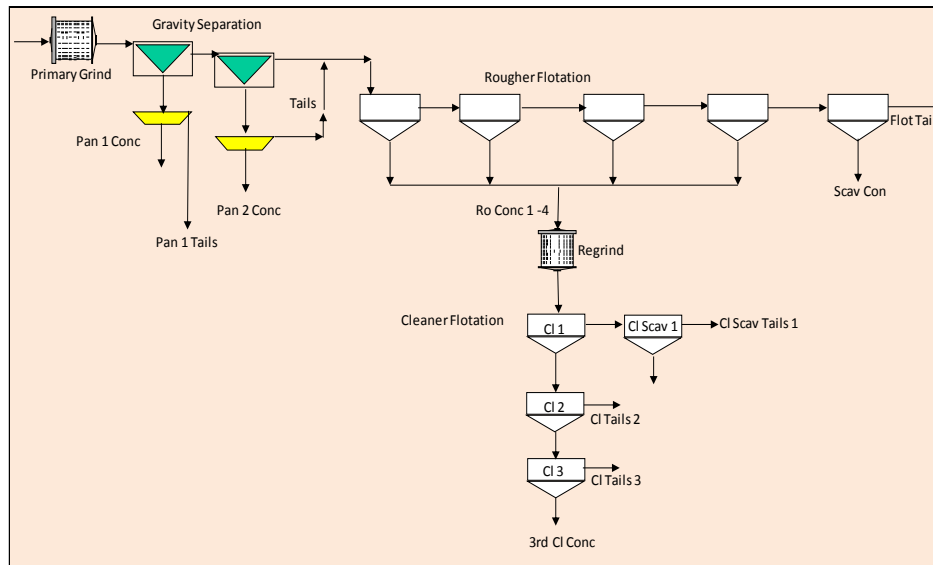 Gravity Separation
Primary Grind
Rougher Flotation
Tails
Pan 1 Conc
Flot Tail
Scav Con
Pan 2 Conc
Ro Conc 1 -4
Pan 1 Tails
Regrind
Cleaner Flotation
Cl 1
Cl Scav 1
Cl Scav Tails 1
Cl 2
Cl Tails 2
Cl 3
Cl Tails 3
3rd Cl Conc